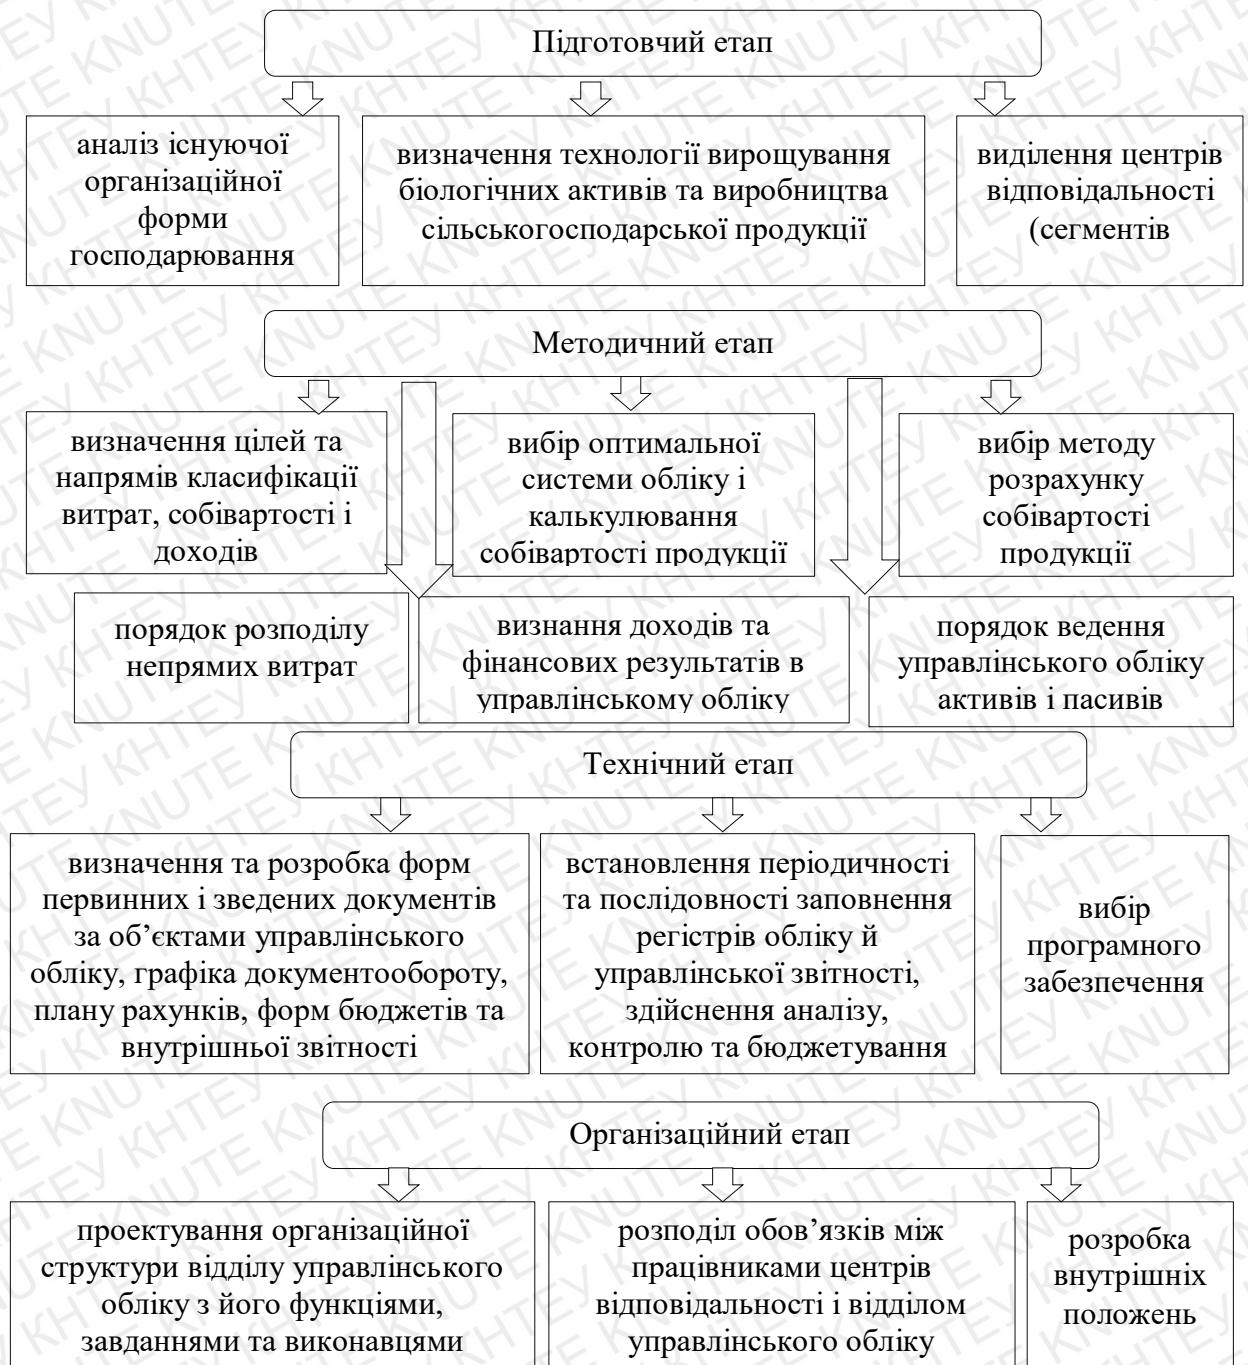 Підготовчий етап
аналіз існуючої
організаційної
форми
господарювання
визначення технології вирощування
біологічних активів та виробництва
сільськогосподарської продукції
виділення центрів
відповідальності
(сегментів
Методичний етап
визначення цілей та
напрямів класифікації
витрат, собівартості і
доходів
вибір оптимальної
системи обліку і
калькулювання
собівартості продукції
вибір методу
розрахунку
собівартості
продукції
порядок розподілу
непрямих витрат
визнання доходів та
фінансових результатів в
управлінському обліку
порядок ведення
управлінського обліку
активів і пасивів
Технічний етап
визначення та розробка форм
первинних і зведених документів
за об’єктами управлінського
обліку, графіка документообороту,
плану рахунків, форм бюджетів та
внутрішньої звітності
встановлення періодичності
та послідовності заповнення
регістрів обліку й
управлінської звітності,
здійснення аналізу,
контролю та бюджетування
вибір
програмного
забезпечення
Організаційний етап
проектування організаційної
структури відділу управлінського
обліку з його функціями,
завданнями та виконавцями
розподіл обов’язків між
працівниками центрів
відповідальності і відділом
управлінського обліку
розробка
внутрішніх
положень